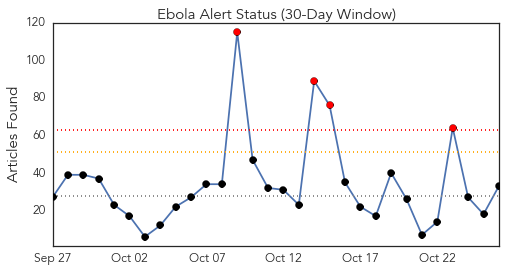 Ebola Alert Status (30-Day Window)
Articles Found
120
100
80
60
40
20
Sep 27
Oct 02
Oct 07
Oct 12
Oct 17
Oct 22